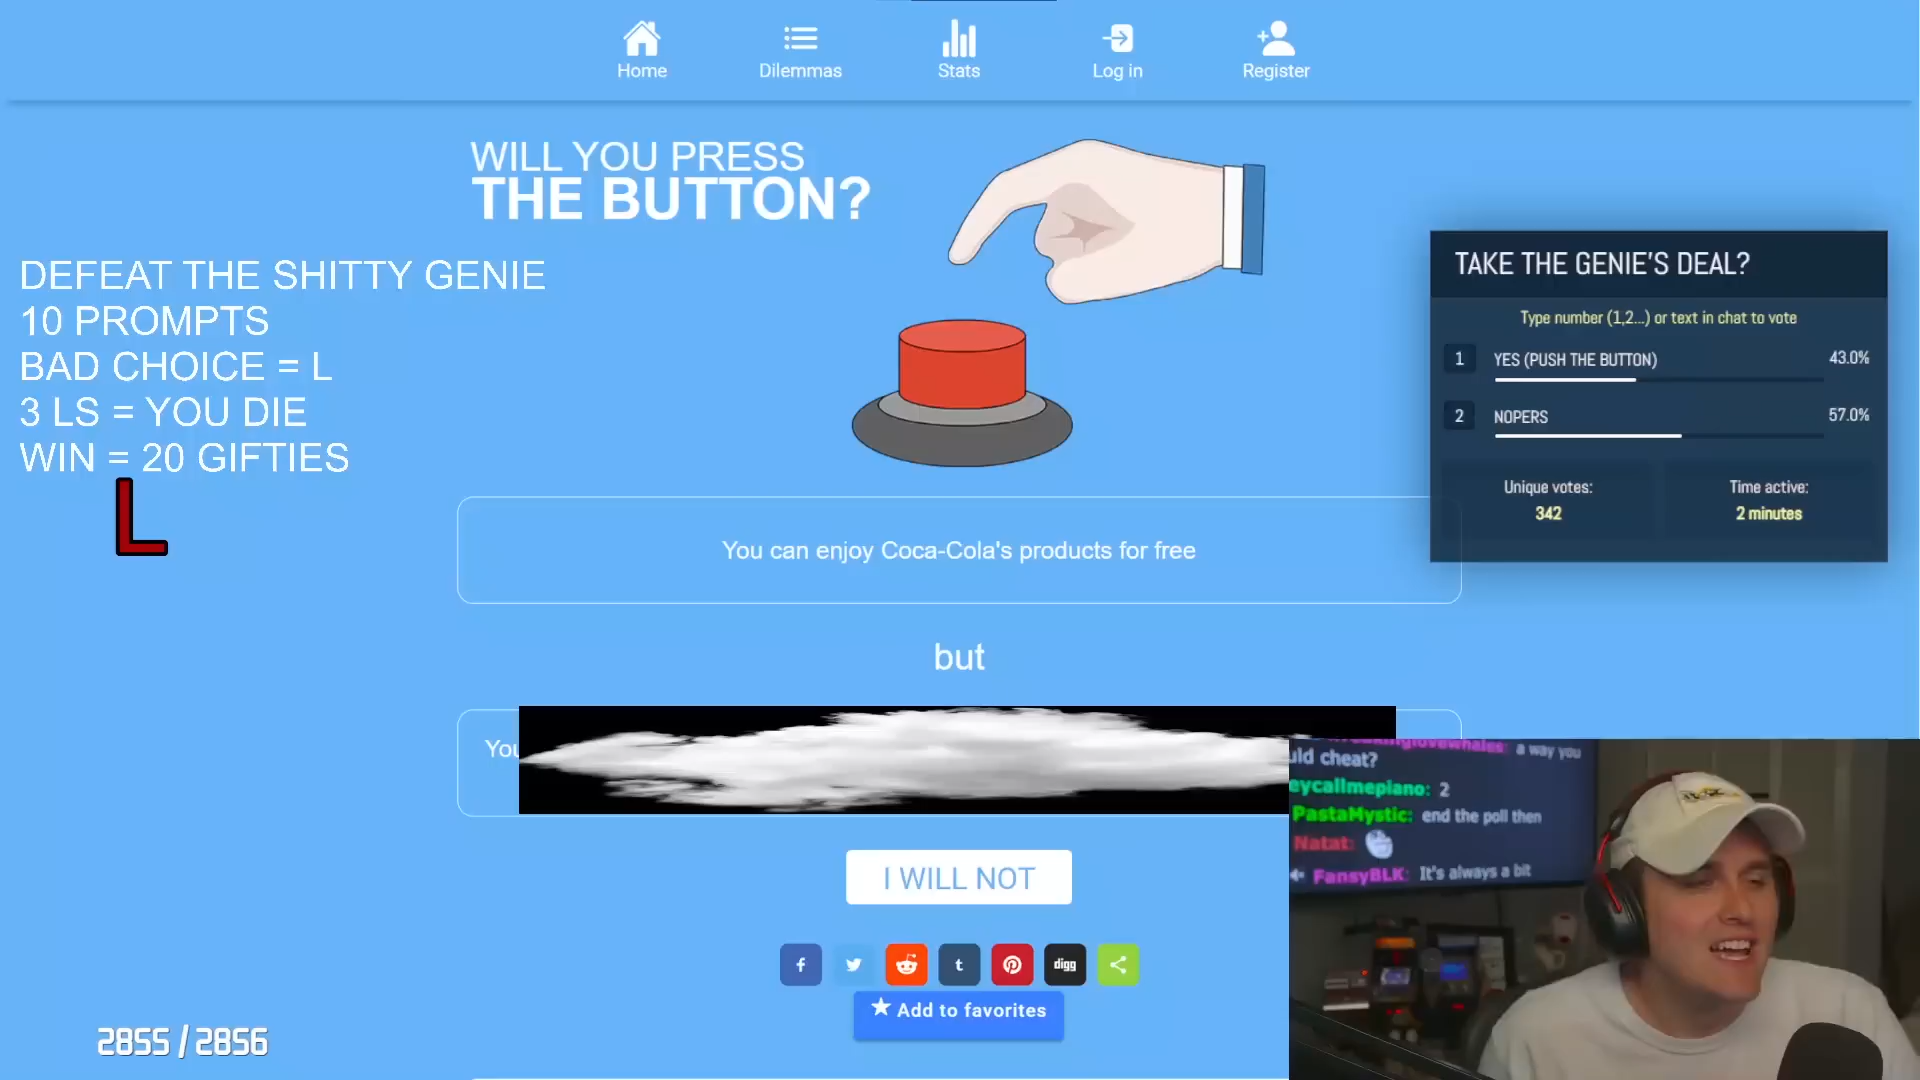 Home
Dilemmas
Stats
Log in
Register
WILL YOU PRESS
THE BUTTON?
DEFEAT THE SHITTY GENIE
10 PROMPTS
BAD CHOICE = L
3 LS = YOU DIE
WIN = 20 GIFTIES
L
TAKE THE GENIE'S DEAL?
Type number (1,2...) or text in chat to vote
1 YES (PUSH THE BUTTON) 43.0%
2 NOPERS 57.0%
Unique votes: Time active:
342 2 minutes
You can enjoy Coca-Cola's products for free
but
You
a way you
uld cheat?
eycallmepiano: 2
PastaMystic: end the poll then
Natat:
FansyBLK: It's always a bit
I WILL NOT
f t digg
Add to favorites
2855 / 2856